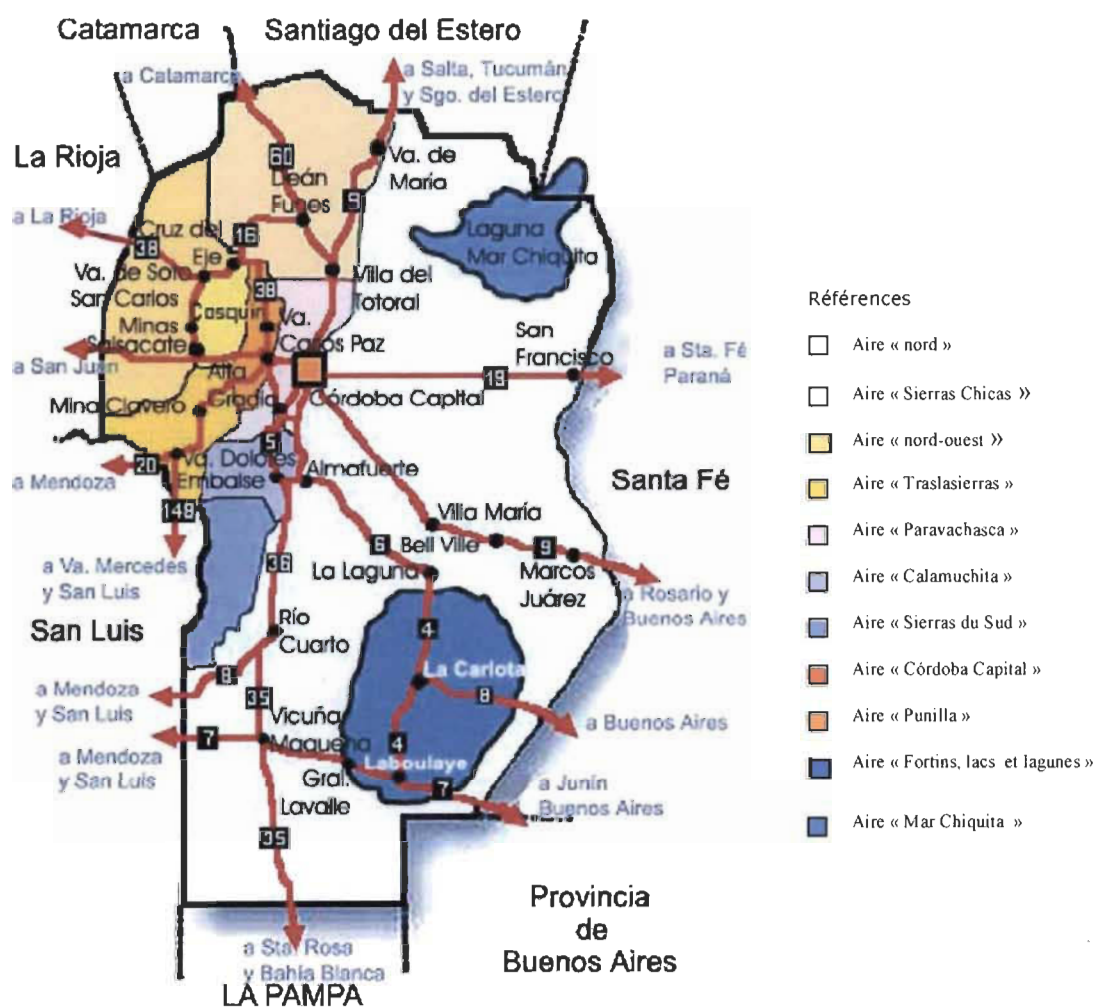 Catamarca
Santiago del Estero
a Catamarca
a Salta, Tucumán
y Sgo. del Estero
La Rioja
60
Deán
Funes
Va. de
María
9
a La Rioja
38
Cruz del
Eje
16
Laguna
Mar Chiquita
Va. de Soto
San Carlos
Minas
Salsacate
38
Cosquín
Villa del
Totoral
Va.
Carlos Paz
San
Francisco
a San Juan
Alta
Gracia
Córdoba Capital
19
a Sta. Fé
Paraná
Mina Clavero
5
20
Va. Dolores
Embalse
Almafuerte
a Mendoza
148
Santa Fé
Villa María
6
Bell Ville
9
Marcos
Juárez
a Va. Mercedes
y San Luis
36
La Laguna
a Rosario y
Buenos Aires
San Luis
Río
Cuarto
4
La Carlota
8
8
a Mendoza
y San Luis
35
a Buenos Aires
Vicuña
Maquena
7
4
a Mendoza
y San Luis
Laboulaye
Gral.
Lavalle
7
a Junín
Buenos Aires
35
Provincia
de
Buenos Aires
a Sta. Rosa
y Bahía Blanca
LA PAMPA
Références
Aire « nord »
Aire « Sierras Chicas »
Aire « nord-ouest »
Aire « Traslasierras »
Aire « Paravachasca »
Aire « Calamuchita »
Aire « Sierras du Sud »
Aire « Córdoba Capital »
Aire « Punilla »
Aire « Fortins, lacs et lagunes »
Aire « Mar Chiquita »